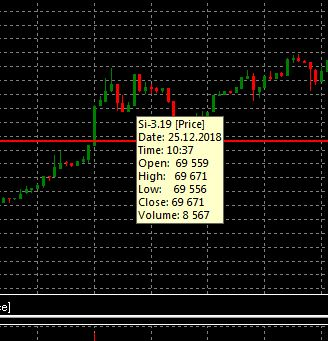 Si-3.19 [Price]
Date: 25.12.2018
Time: 10:37
Open: 69 559
High: 69 671
Low: 69 556
Close: 69 671
Volume: 8 567
ce]